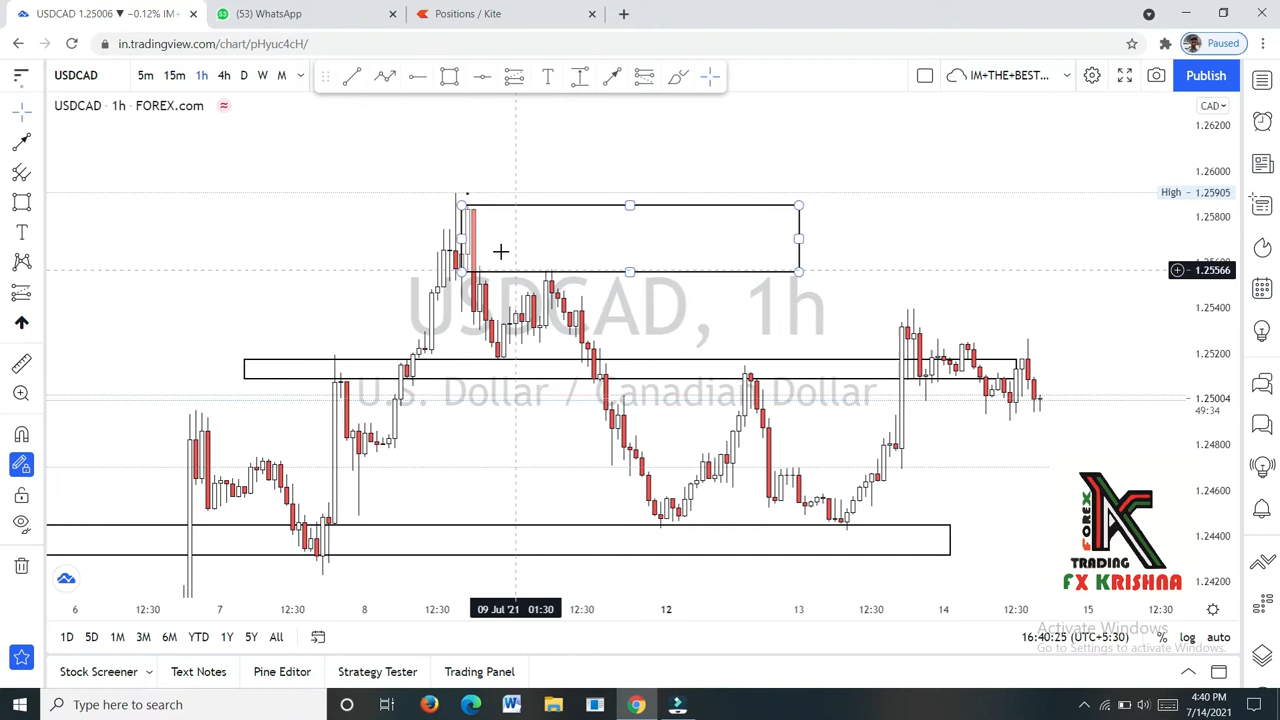 USDCAD 1.25006 ▼ −0.12% IM+
(53) WhatsApp
Positions / Kite
in.tradingview.com/chart/pHyuc4cH/
Paused
USDCAD
5m 15m 1h 4h D W M
IM+THE+BEST...
Publish
USDCAD · 1h · FOREX.com
CAD
1.26200
1.26000
High 1.25905
1.25800
1.25566
1.25400
1.25200
1.25004
49:34
1.24800
1.24600
1.24400
1.24200
USDCAD, 1h
U.S. Dollar / Canadian Dollar
FOREX
TRADING
FX KRISHNA
6 12:30 7 12:30 8 12:30 09 Jul '21 01:30 12:30 12 12:30 13 12:30 14 12:30 15 12:30
Activate Windows
Go to Settings to activate Windows.
1D 5D 1M 3M 6M YTD 1Y 5Y All
16:40:25 (UTC+5:30) % log auto
Stock Screener Text Notes Pine Editor Strategy Tester Trading Panel
Type here to search
4:40 PM
7/14/2021